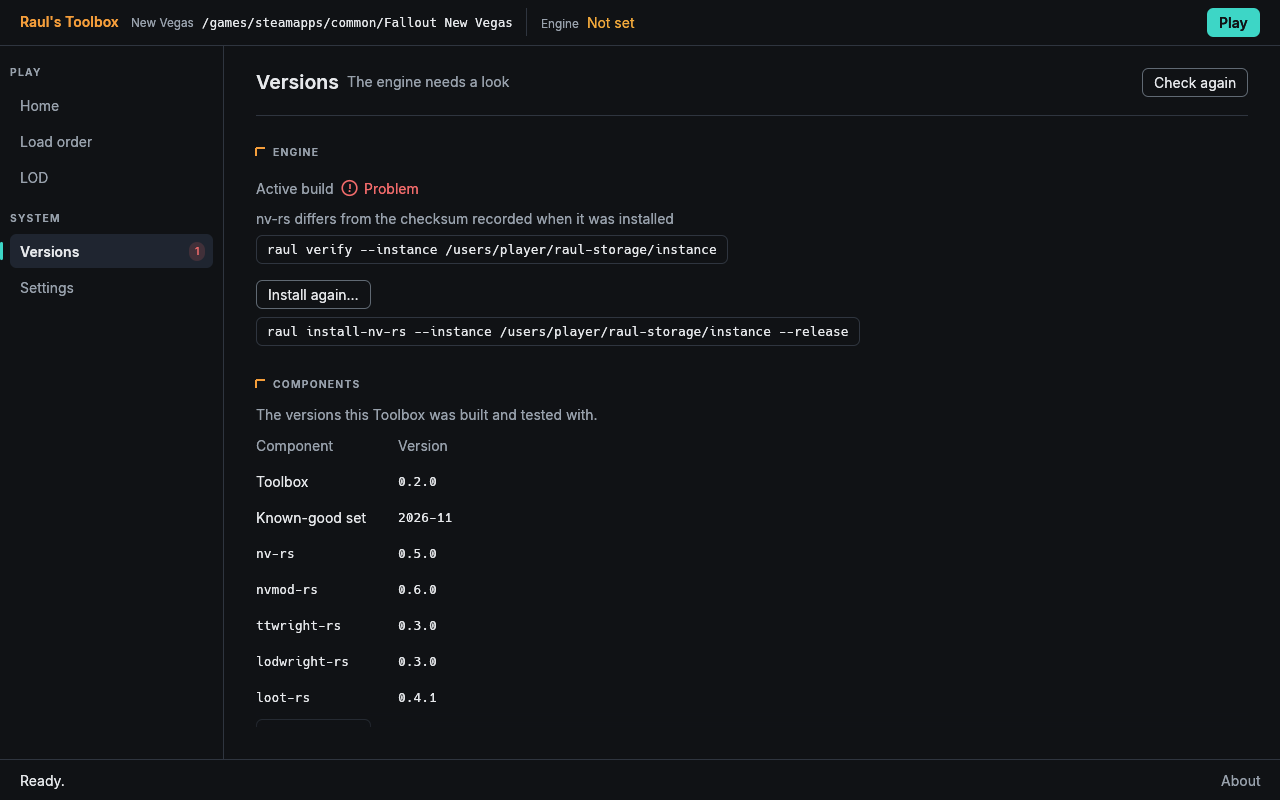 Raul's Toolbox New Vegas /games/steamapps/common/Fallout New Vegas Engine Not set Play
PLAY
Home
Load order
LOD
SYSTEM
Versions 1
Settings
Versions The engine needs a look Check again
ENGINE
Active build Problem
nv-rs differs from the checksum recorded when it was installed
raul verify --instance /users/player/raul-storage/instance
Install again...
raul install-nv-rs --instance /users/player/raul-storage/instance --release
COMPONENTS
The versions this Toolbox was built and tested with.
Component Version
Toolbox 0.2.0
Known-good set 2026-11
nv-rs 0.5.0
nvmod-rs 0.6.0
ttwright-rs 0.3.0
lodwright-rs 0.3.0
loot-rs 0.4.1
Ready. About